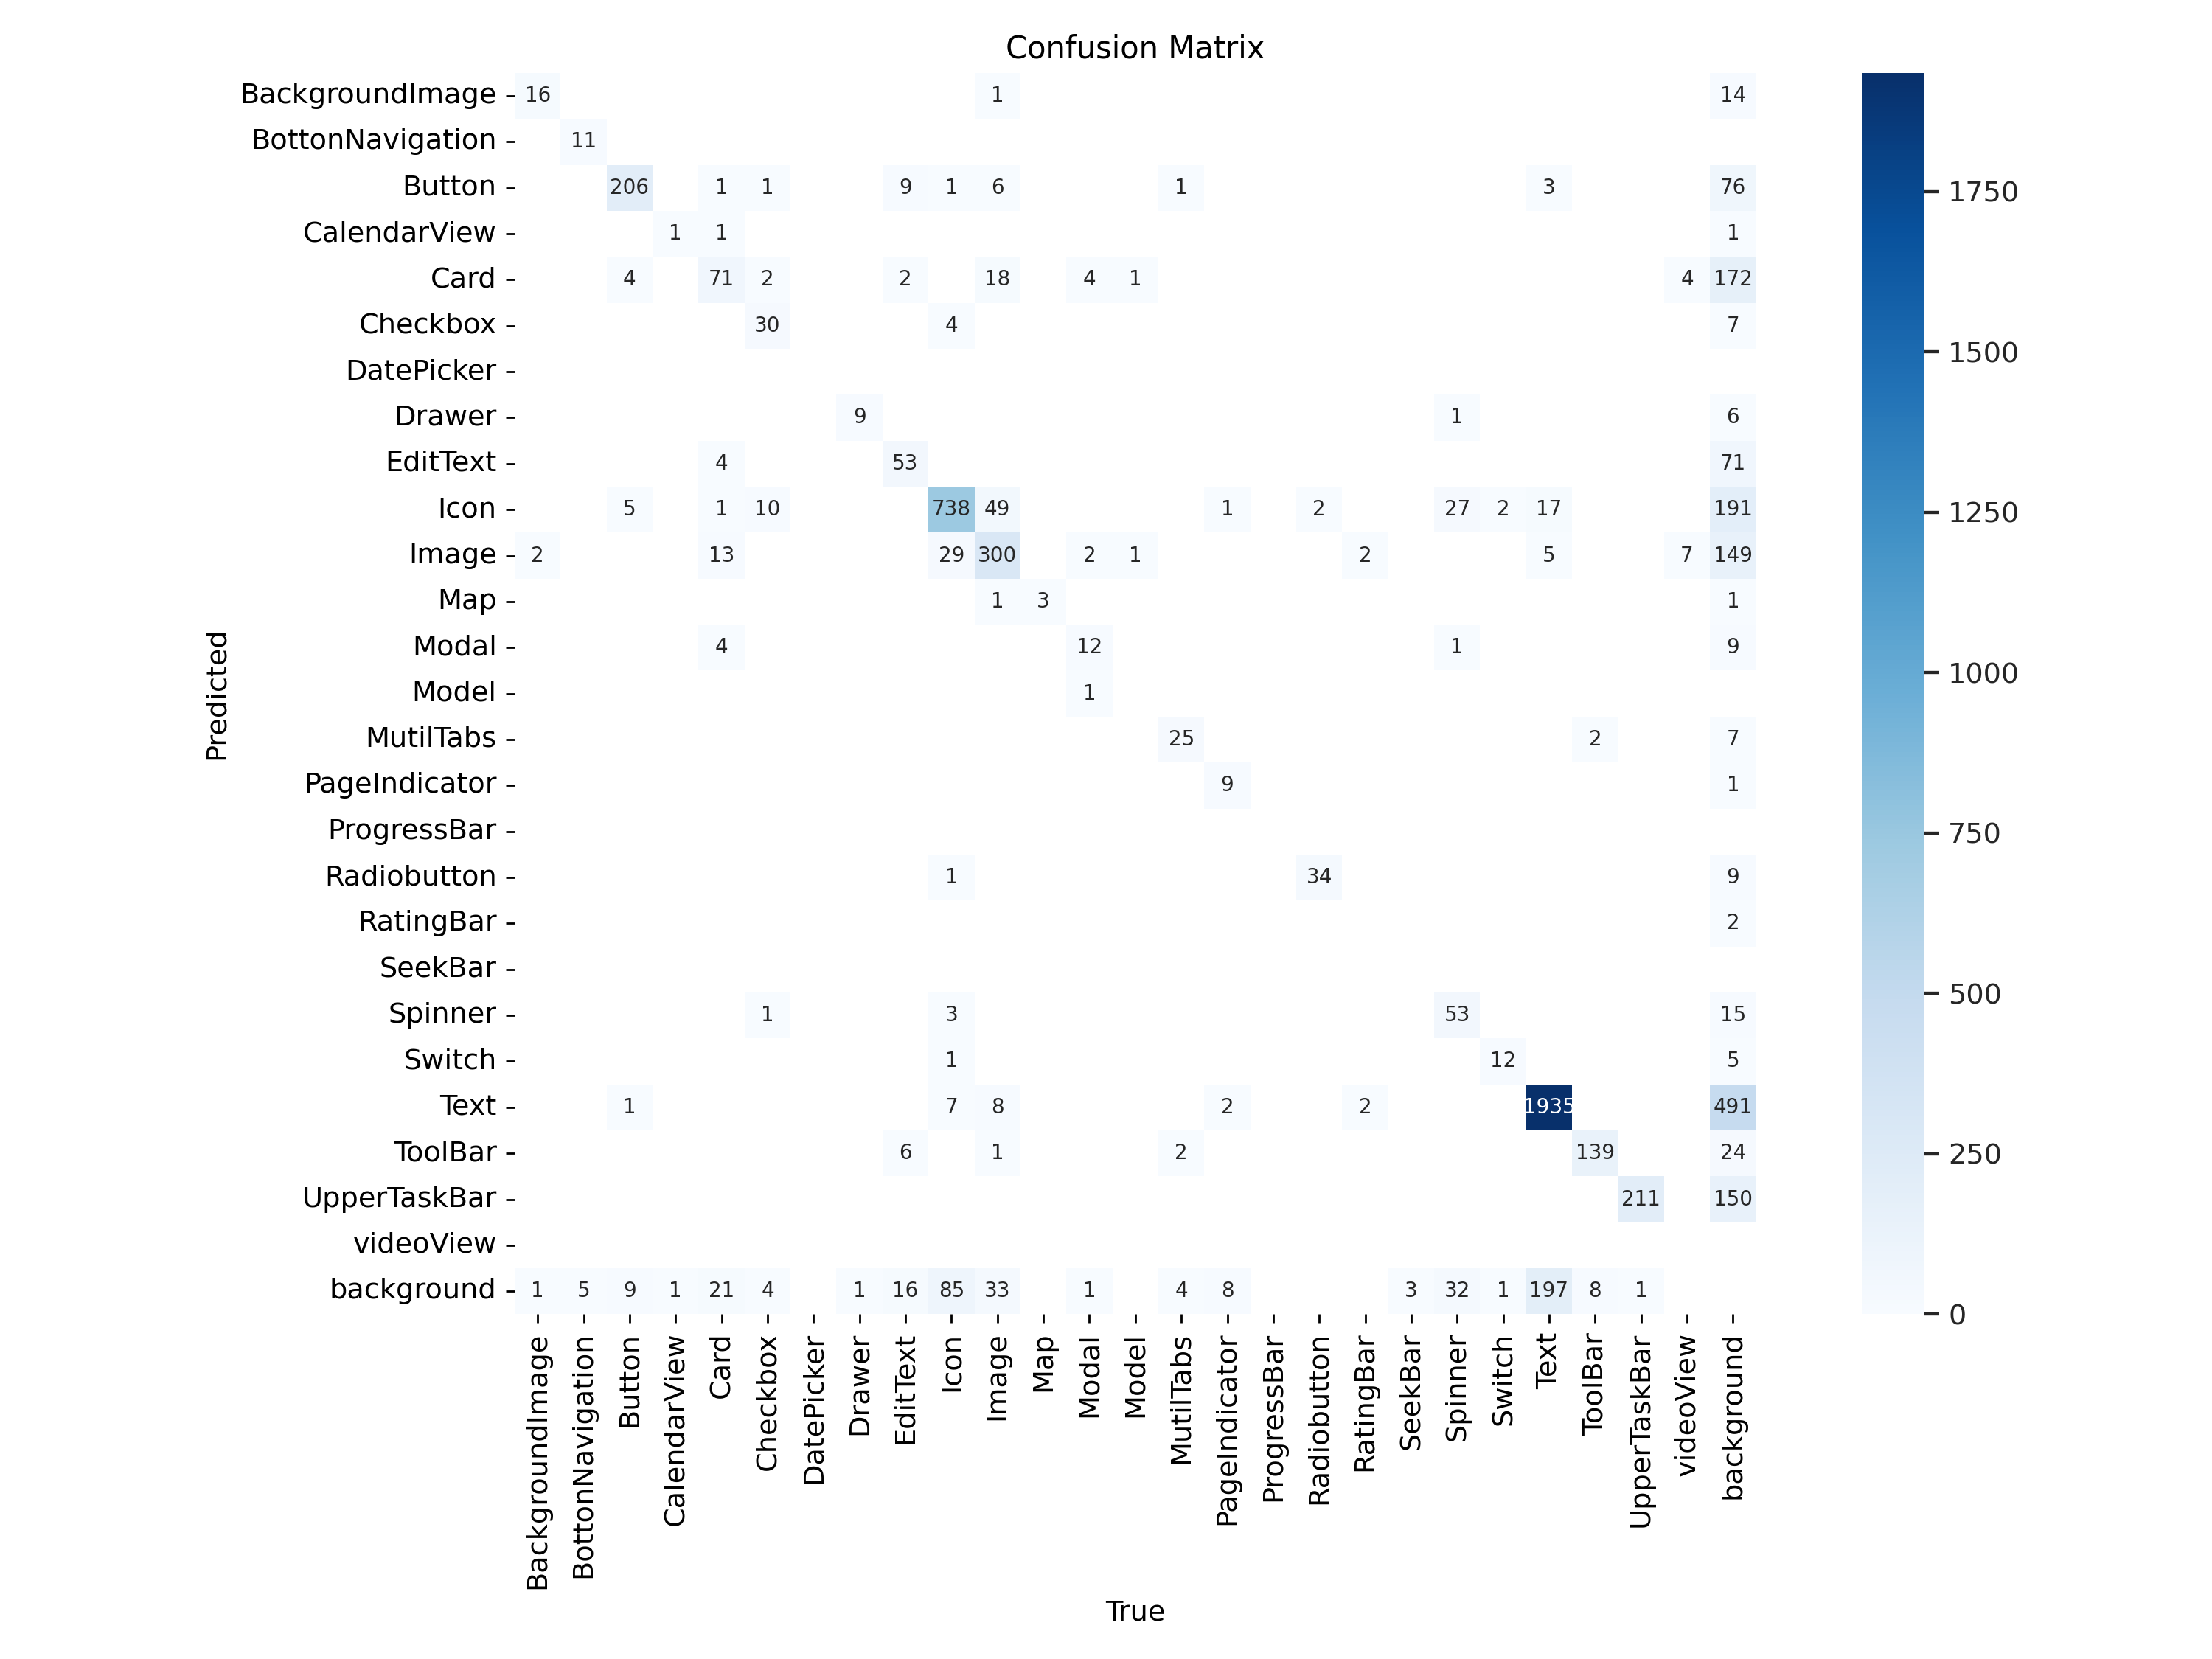 Confusion Matrix
BackgroundImage 16 1 14
BottonNavigation 11
Button 206 1 1 9 1 6 1 3 76
CalendarView 1 1 1
Card 4 71 2 2 18 4 1 4 172
Checkbox 30 4 7
DatePicker
Drawer 9 1 6
EditText 4 53 71
Icon 5 1 10 738 49 1 2 27 2 17 191
Image 2 13 29 300 2 1 2 5 7 149
Map 1 3 1
Modal 4 12 1 9
Model 1
MutilTabs 25 2 7
PageIndicator 9 1
ProgressBar
Radiobutton 1 34 9
RatingBar 2
SeekBar
Spinner 1 3 53 15
Switch 1 12 5
Text 1 7 8 2 2 1935 491
ToolBar 6 1 2 139 24
UpperTaskBar 211 150
videoView
background 1 5 9 1 21 4 1 16 85 33 1 4 8 3 32 1 197 8 1
Predicted
BackgroundImage
BottonNavigation
Button
CalendarView
Card
Checkbox
DatePicker
Drawer
EditText
Icon
Image
Map
Modal
Model
MutilTabs
PageIndicator
ProgressBar
Radiobutton
RatingBar
SeekBar
Spinner
Switch
Text
ToolBar
UpperTaskBar
videoView
background
True
1750
1500
1250
1000
750
500
250
0